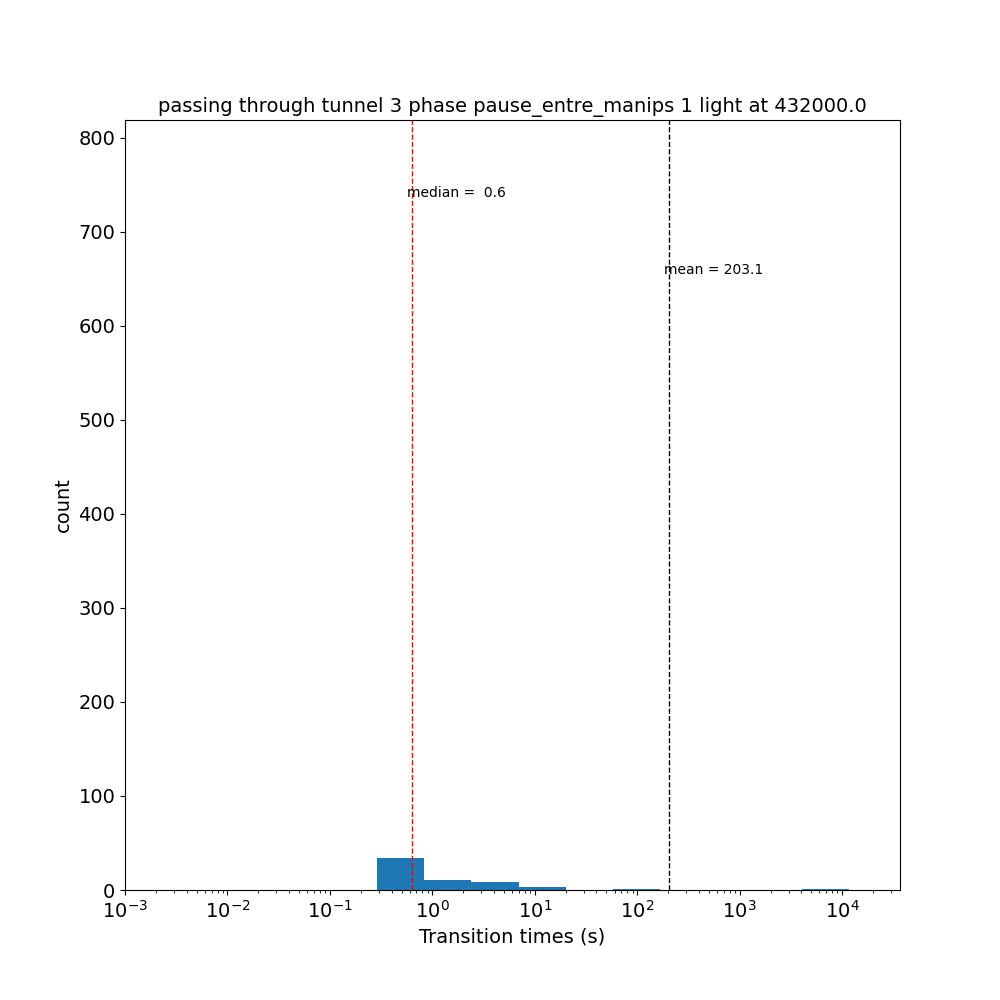 passing through tunnel 3 phase pause_entre_manips 1 light at 432000.0
800
median =  0.6
700
mean = 203.1
600
500
count
400
300
200
100
0
10⁻³ 10⁻² 10⁻¹ 10⁰ 10¹ 10² 10³ 10⁴
Transition times (s)